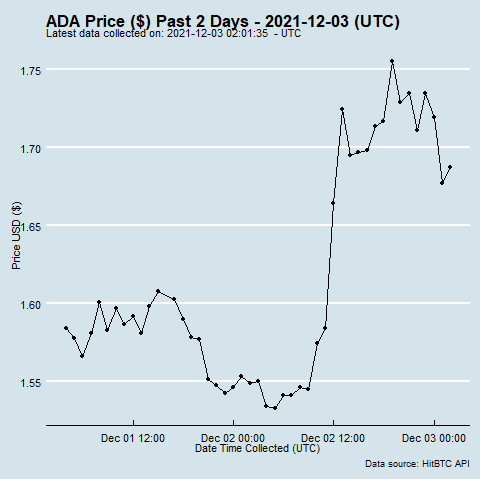 ADA Price ($) Past 2 Days - 2021-12-03 (UTC)
Latest data collected on: 2021-12-03 02:01:35 - UTC
1.75
1.70
1.65
1.60
1.55
Price USD ($)
Dec 01 12:00 Dec 02 00:00 Dec 02 12:00 Dec 03 00:00
Date Time Collected (UTC)
Data source: HitBTC API